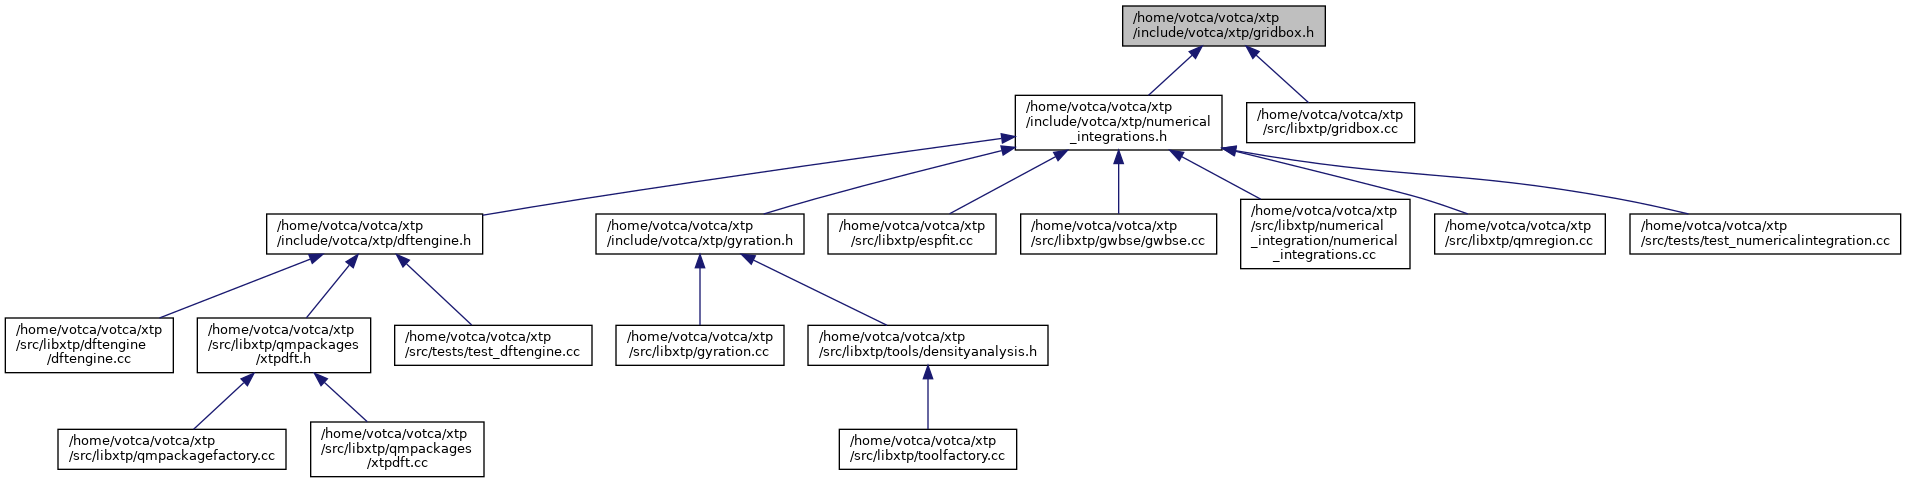 /home/votca/votca/xtp
/include/votca/xtp/gridbox.h
/home/votca/votca/xtp
/include/votca/xtp/numerical
_integrations.h
/home/votca/votca/xtp
/src/libxtp/gridbox.cc
/home/votca/votca/xtp
/include/votca/xtp/dftengine.h
/home/votca/votca/xtp
/include/votca/xtp/gyration.h
/home/votca/votca/xtp
/src/libxtp/espfit.cc
/home/votca/votca/xtp
/src/libxtp/gwbse/gwbse.cc
/home/votca/votca/xtp
/src/libxtp/numerical
_integration/numerical
_integrations.cc
/home/votca/votca/xtp
/src/libxtp/qmregion.cc
/home/votca/votca/xtp
/src/tests/test_numericalintegration.cc
/home/votca/votca/xtp
/src/libxtp/dftengine
/dftengine.cc
/home/votca/votca/xtp
/src/libxtp/qmpackages
/xtpdft.h
/home/votca/votca/xtp
/src/tests/test_dftengine.cc
/home/votca/votca/xtp
/src/libxtp/gyration.cc
/home/votca/votca/xtp
/src/libxtp/tools/densityanalysis.h
/home/votca/votca/xtp
/src/libxtp/qmpackagefactory.cc
/home/votca/votca/xtp
/src/libxtp/qmpackages
/xtpdft.cc
/home/votca/votca/xtp
/src/libxtp/toolfactory.cc